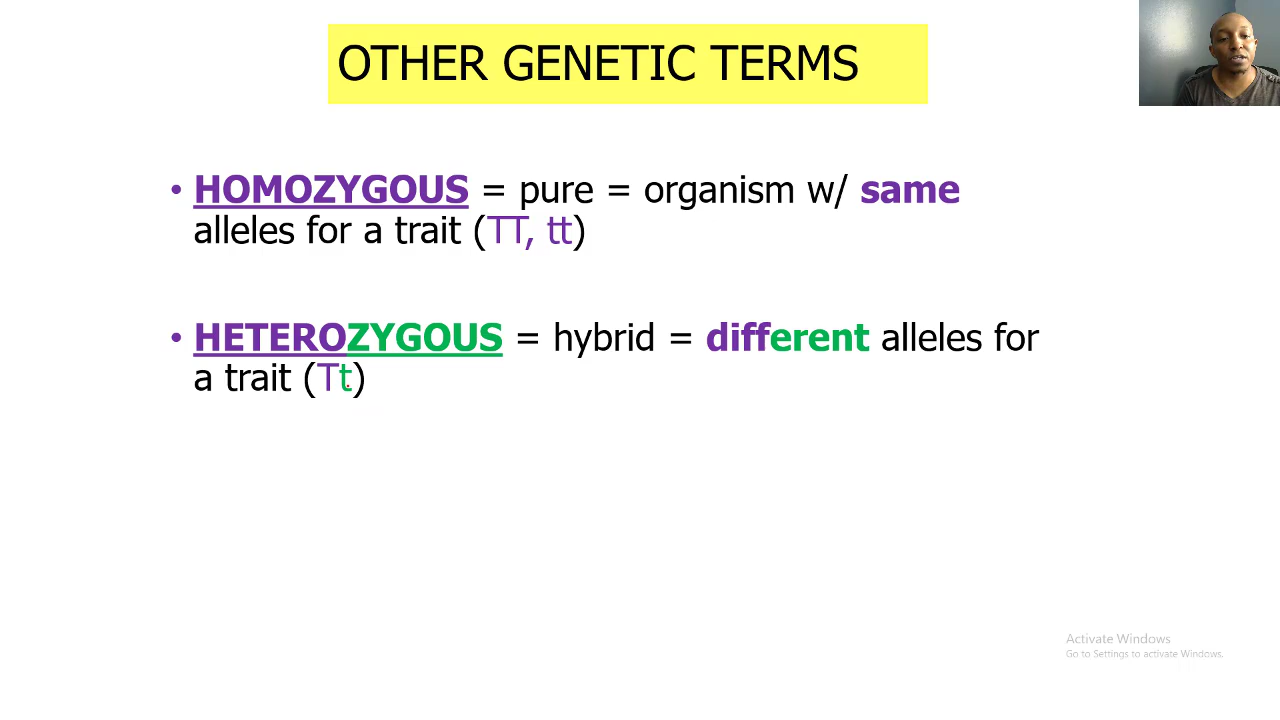 OTHER GENETIC TERMS
• HOMOZYGOUS = pure = organism w/ same
alleles for a trait (TT, tt)
• HETEROZYGOUS = hybrid = different alleles for
a trait (Tt)
Activate Windows
Go to Settings to activate Windows.